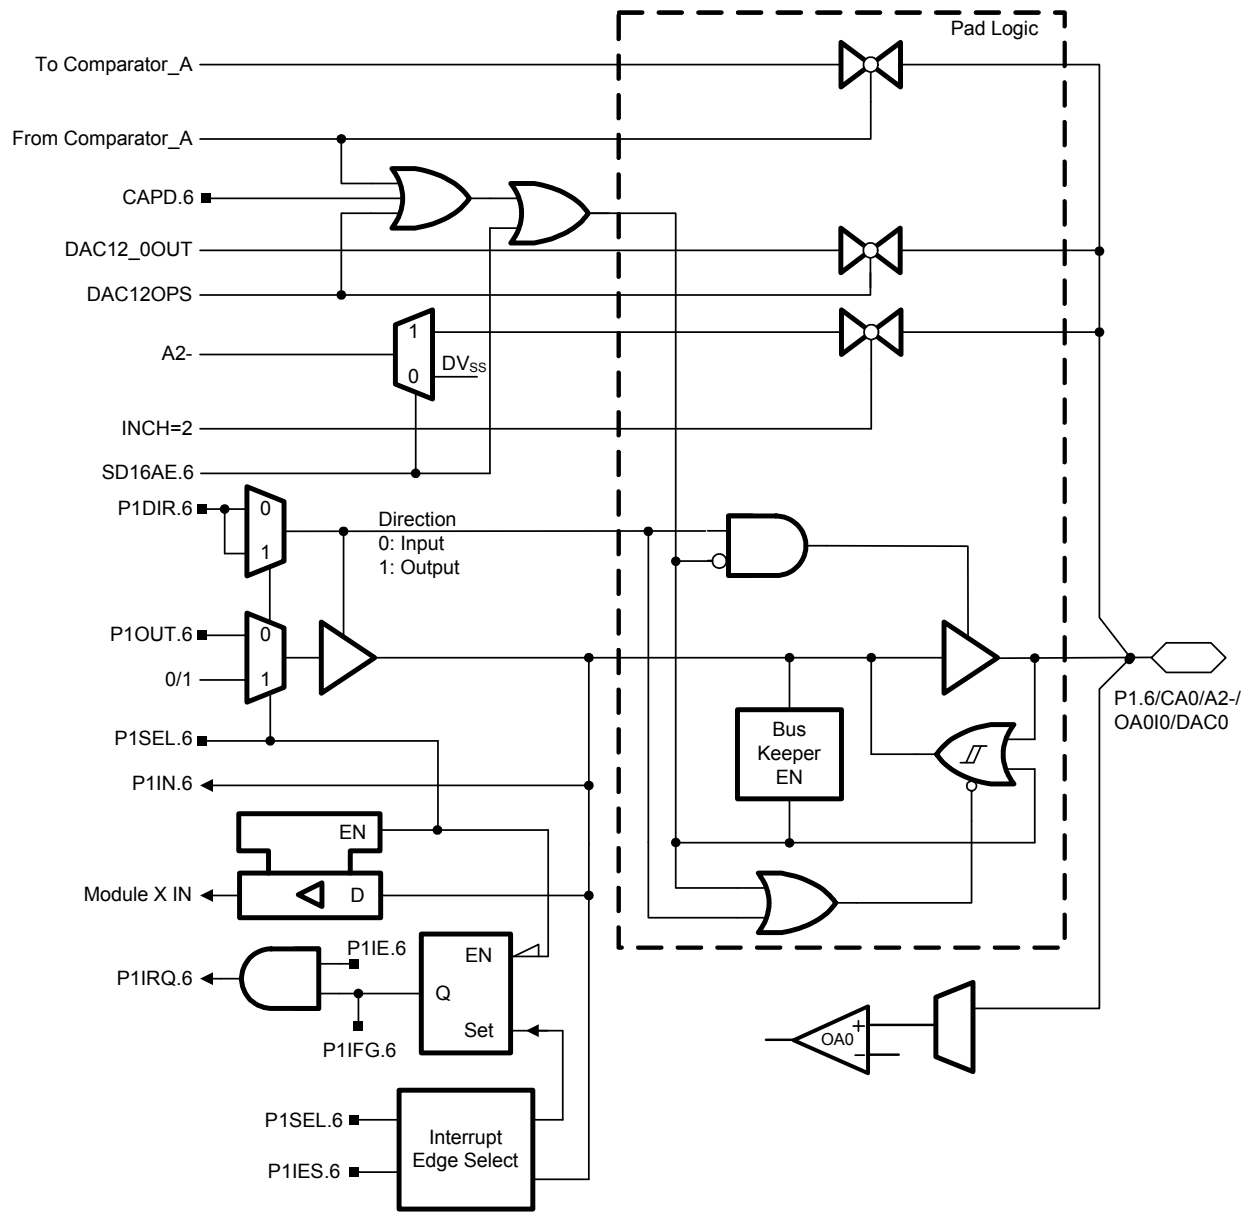 Pad Logic
To Comparator_A
From Comparator_A
CAPD.6
DAC12_0OUT
DAC12OPS
1
A2-
0
DVSS
INCH=2
SD16AE.6
P1DIR.6
0
1
Direction
0: Input
1: Output
P1OUT.6
0
0/1
1
P1.6/CA0/A2-/
OA0I0/DAC0
P1SEL.6
Bus
Keeper
EN
P1IN.6
EN
Module X IN
D
P1IE.6
EN
P1IRQ.6
Q
Set
P1IFG.6
OA0
+
−
P1SEL.6
Interrupt
Edge Select
P1IES.6